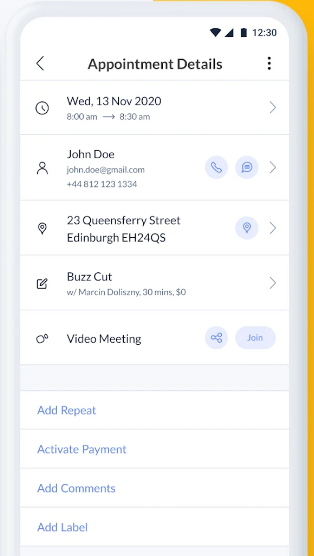 12:30
Appointment Details
Wed, 13 Nov 2020
8:00 am → 8:30 am
John Doe
john.doe@gmail.com
+44 812 123 1334
23 Queensferry Street
Edinburgh EH24QS
Buzz Cut
w/ Marcin Doliszny, 30 mins, $0
Video Meeting
Join
Add Repeat
Activate Payment
Add Comments
Add Label